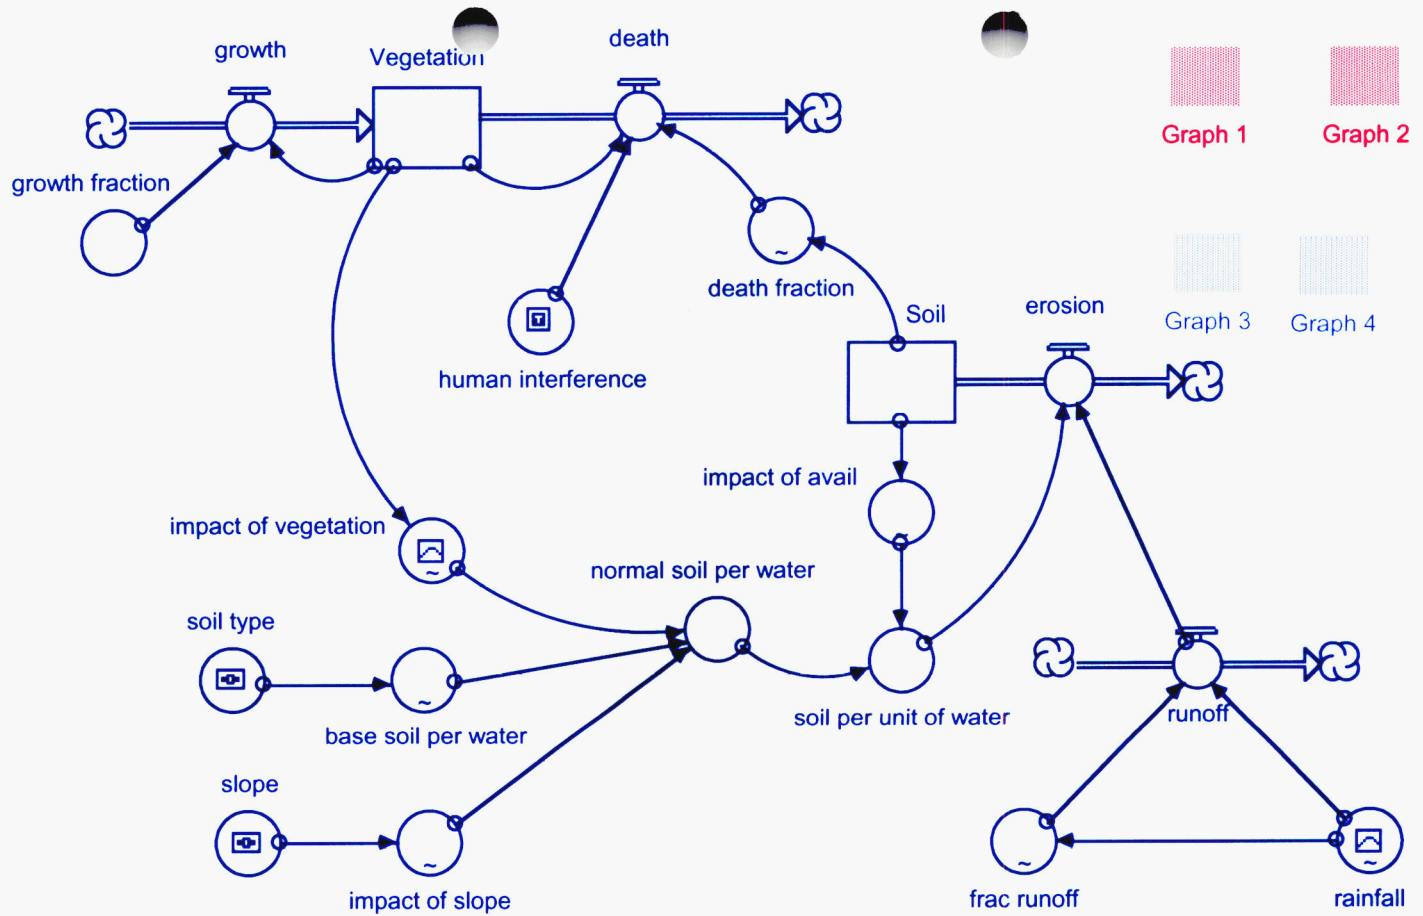 growth
Vegetation
death
Graph 1
Graph 2
growth fraction
death fraction
Soil
erosion
Graph 3
Graph 4
T
human interference
impact of avail
impact of vegetation
~
normal soil per water
soil type
base soil per water
soil per unit of water
runoff
slope
impact of slope
frac runoff
rainfall